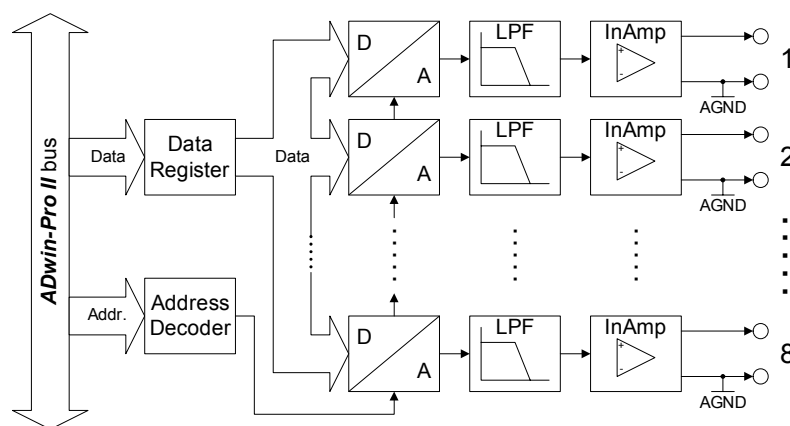 ADwin-Pro II bus
Data
Data
Register
Data
Addr.
Address
Decoder
D
A
LPF
InAmp
+
-
AGND
1
D
A
LPF
InAmp
+
-
AGND
2
D
A
LPF
InAmp
+
-
AGND
8